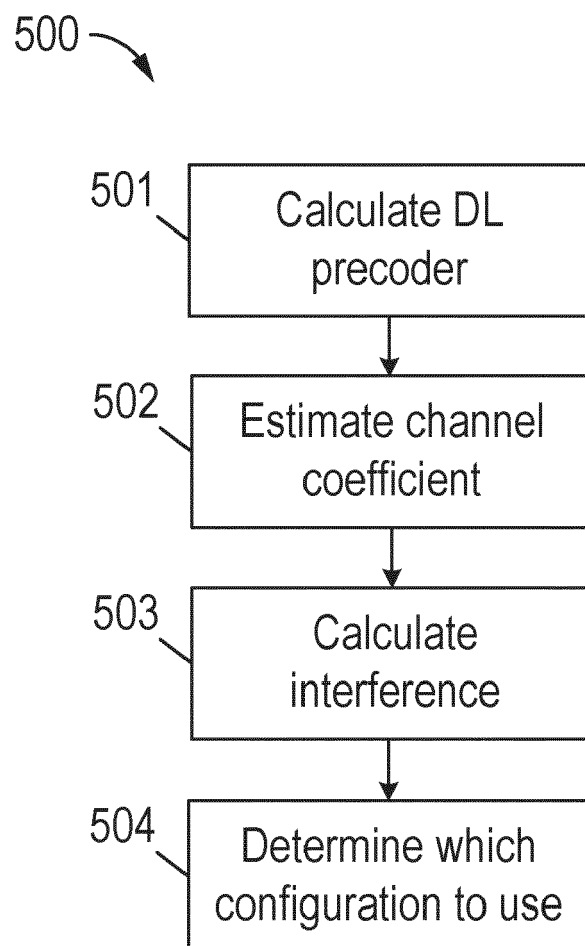 500
501
Calculate DL
precoder
502
Estimate channel
coefficient
503
Calculate
interference
504
Determine which
configuration to use